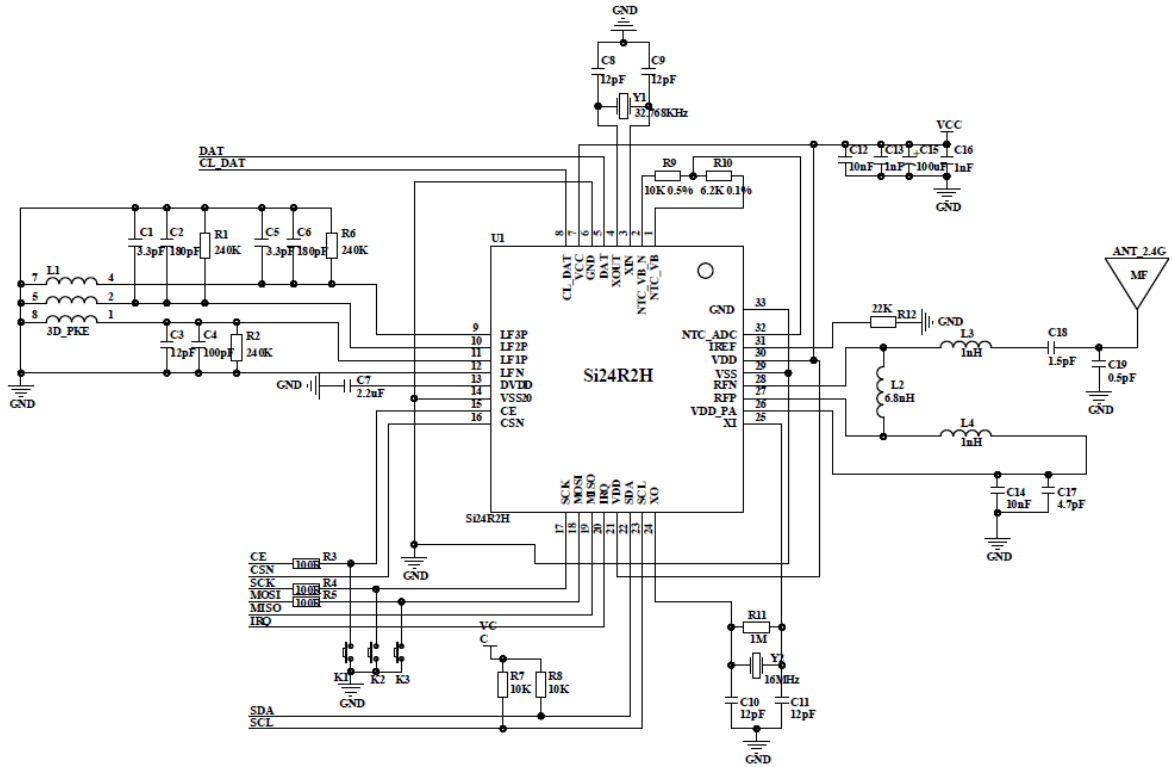 GND
C8
C9
12pF
12pF
Y1
32.768KHz
VCC
DAT
CL_DAT
R9
R10
10K 0.5%
6.2K 0.1%
C12
C13
C15
C16
10nF
1nF
+
100uF
1nF
GND
C1
C2
R1
C5
C6
R6
3.3pF
180pF
240K
3.3pF
180pF
240K
U1
8
7
6
5
4
3
2
1
CL_DAT
VCC
GND
DAT
XOUT
XIN
NTC_VB_N
NTC_VB
ANT_2.4G
MF
7
L1
4
5
2
8
1
3D_PKE
C3
C4
R2
12pF
100pF
240K
GND
GND
C7
2.2uF
9
LF3P
10
LF2P
11
LF1P
12
LFN
13
DVDD
14
VSS20
15
CE
16
CSN
Si24R2H
GND
33
NTC_ADC
32
IREF
31
VDD
30
VSS
29
RFN
28
RFP
27
VDD_PA
26
XI
25
22K
R12
GND
L3
1nH
C18
1.5pF
C19
0.5pF
GND
L2
6.8nH
L4
1nH
C14
10nF
C17
4.7pF
GND
SCK
MOSI
MISO
IRQ
VDD
SDA
SCL
XO
Si24R2H
17
18
19
20
21
22
23
24
GND
CE
100R
R3
CSN
SCK
100R
R4
MOSI
100R
R5
MISO
IRQ
VC
C
K1
K2
K3
GND
R7
10K
R8
10K
R11
1M
Y2
16MHz
C10
12pF
C11
12pF
GND
SDA
SCL